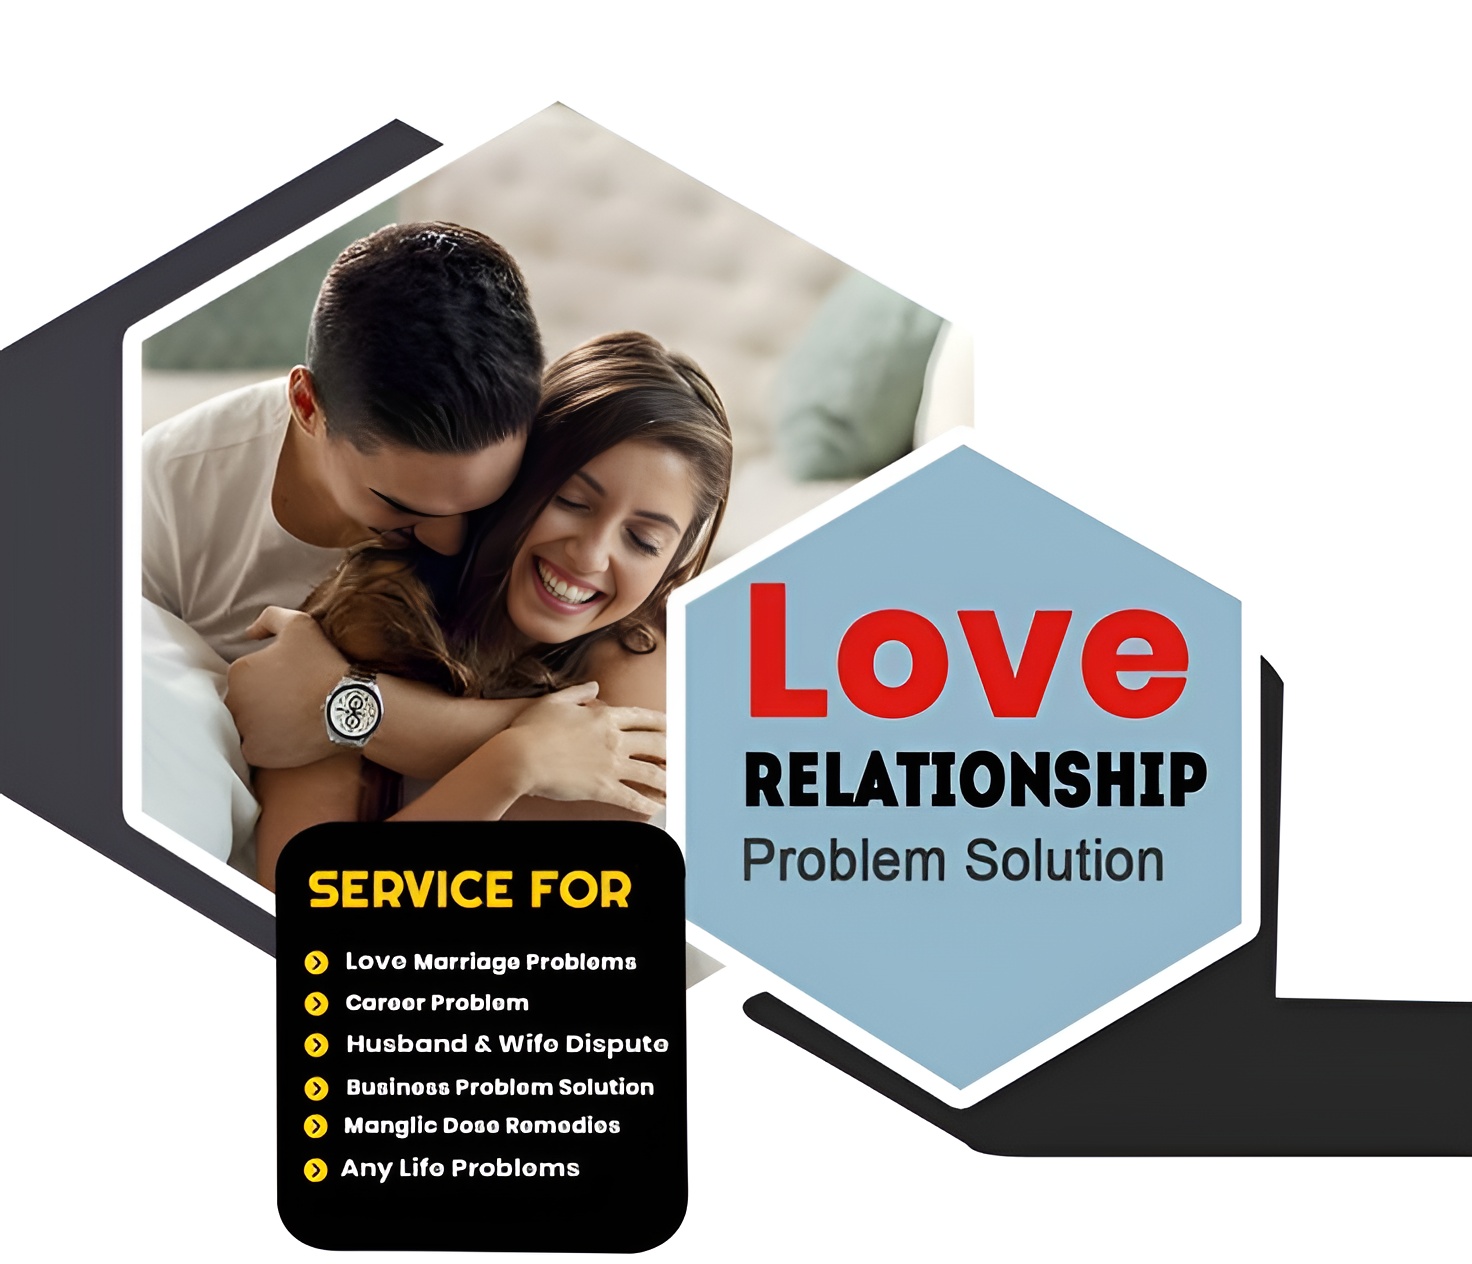 Love
RELATIONSHIP
Problem Solution
SERVICE FOR
Love Marriage Problems
Career Problem
Husband & Wife Dispute
Business Problem Solution
Manglic Dose Remedies
Any Life Problems